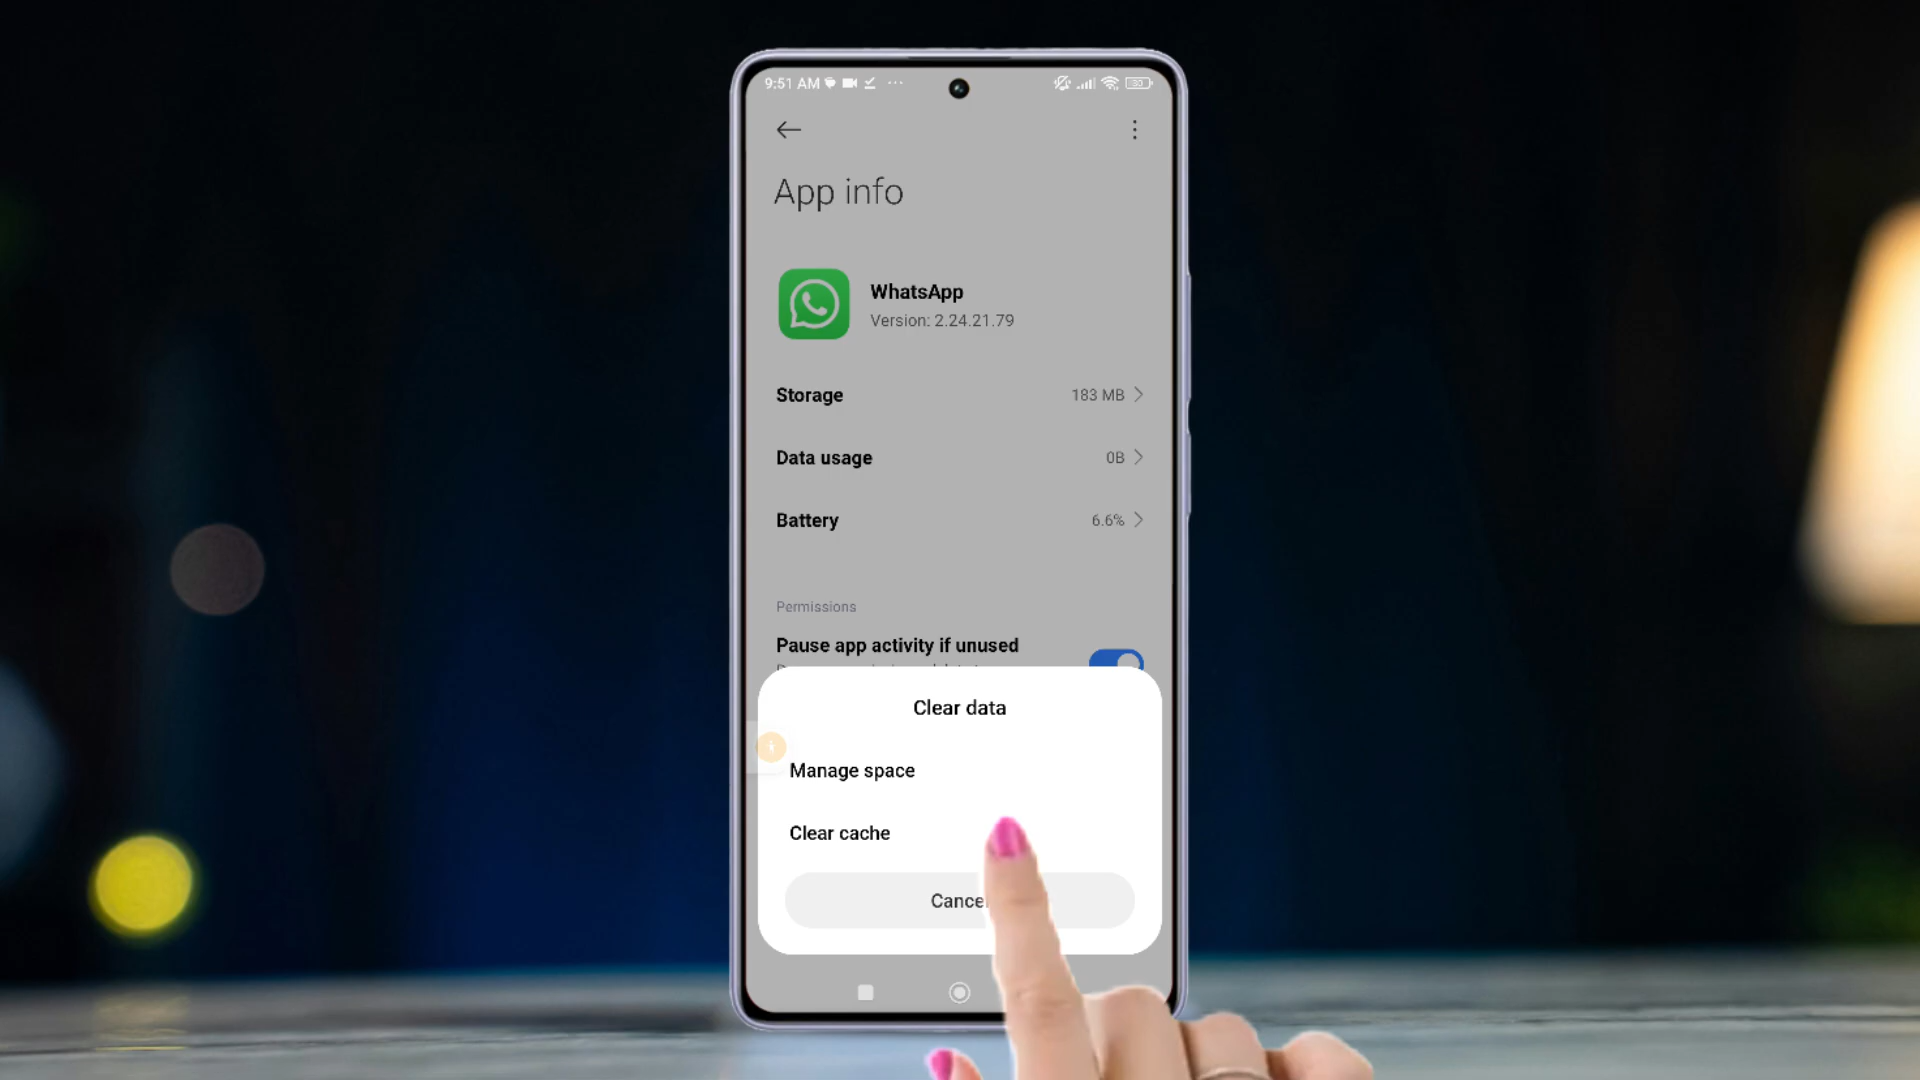 9:51 AM
30
App info
WhatsApp
Version: 2.24.21.79
Storage
183 MB
Data usage
0B
Battery
6.6%
Permissions
Pause app activity if unused
Clear data
Manage space
Clear cache
Cancel